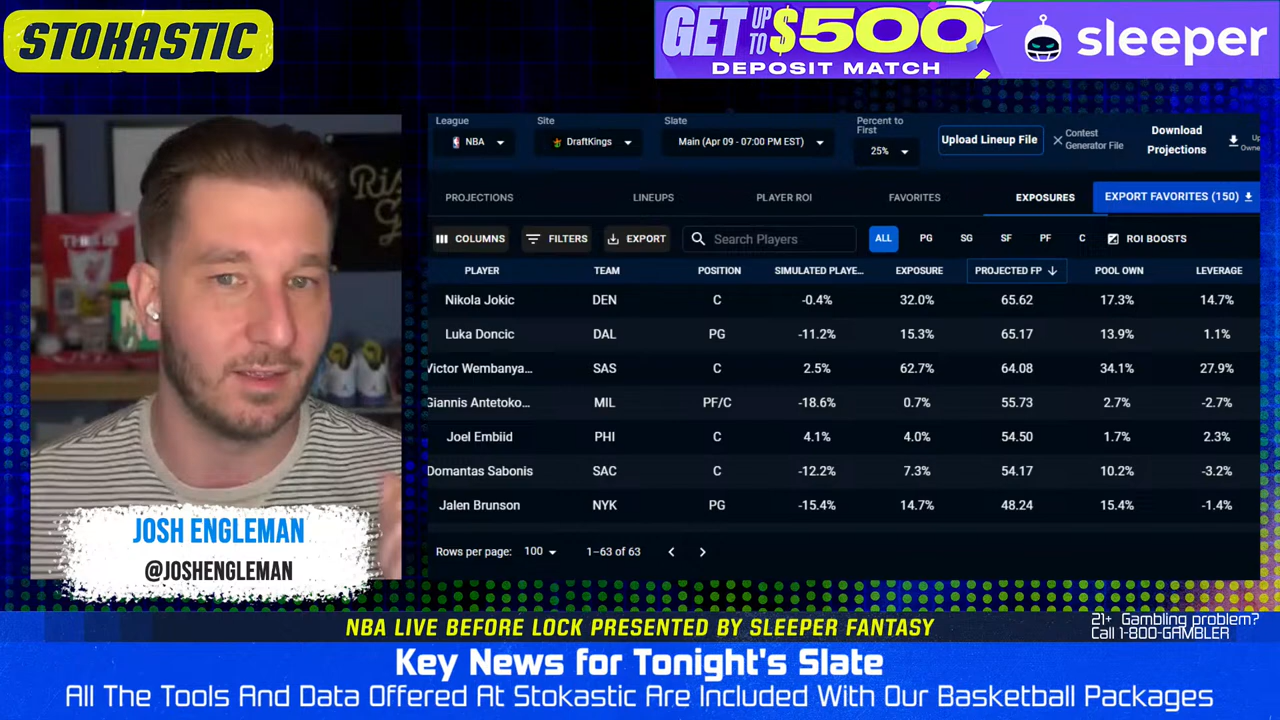 STOKASTIC
GET UP TO $500
DEPOSIT MATCH
sleeper
League
NBA
Site
DraftKings
Slate
Main (Apr 09 - 07:00 PM EST)
Percent to
First
25%
Upload Lineup File
Contest
Generator File
Download
Projections
PROJECTIONS LINEUPS PLAYER ROI FAVORITES EXPOSURES EXPORT FAVORITES (150)
COLUMNS FILTERS EXPORT Search Players ALL PG SG SF PF C ROI BOOSTS
PLAYER TEAM POSITION SIMULATED PLAYE... EXPOSURE PROJECTED FP POOL OWN LEVERAGE
Nikola Jokic DEN C -0.4% 32.0% 65.62 17.3% 14.7%
Luka Doncic DAL PG -11.2% 15.3% 65.17 13.9% 1.1%
Victor Wembanya... SAS C 2.5% 62.7% 64.08 34.1% 27.9%
Giannis Antetoko... MIL PF/C -18.6% 0.7% 55.73 2.7% -2.7%
Joel Embiid PHI C 4.1% 4.0% 54.50 1.7% 2.3%
Domantas Sabonis SAC C -12.2% 7.3% 54.17 10.2% -3.2%
Jalen Brunson NYK PG -15.4% 14.7% 48.24 15.4% -1.4%
Rows per page: 100 1–63 of 63
JOSH ENGLEMAN
@JOSHENGLEMAN
NBA LIVE BEFORE LOCK PRESENTED BY SLEEPER FANTASY
21+ Gambling problem?
Call 1-800-GAMBLER
Key News for Tonight's Slate
All The Tools And Data Offered At Stokastic Are Included With Our Basketball Packages